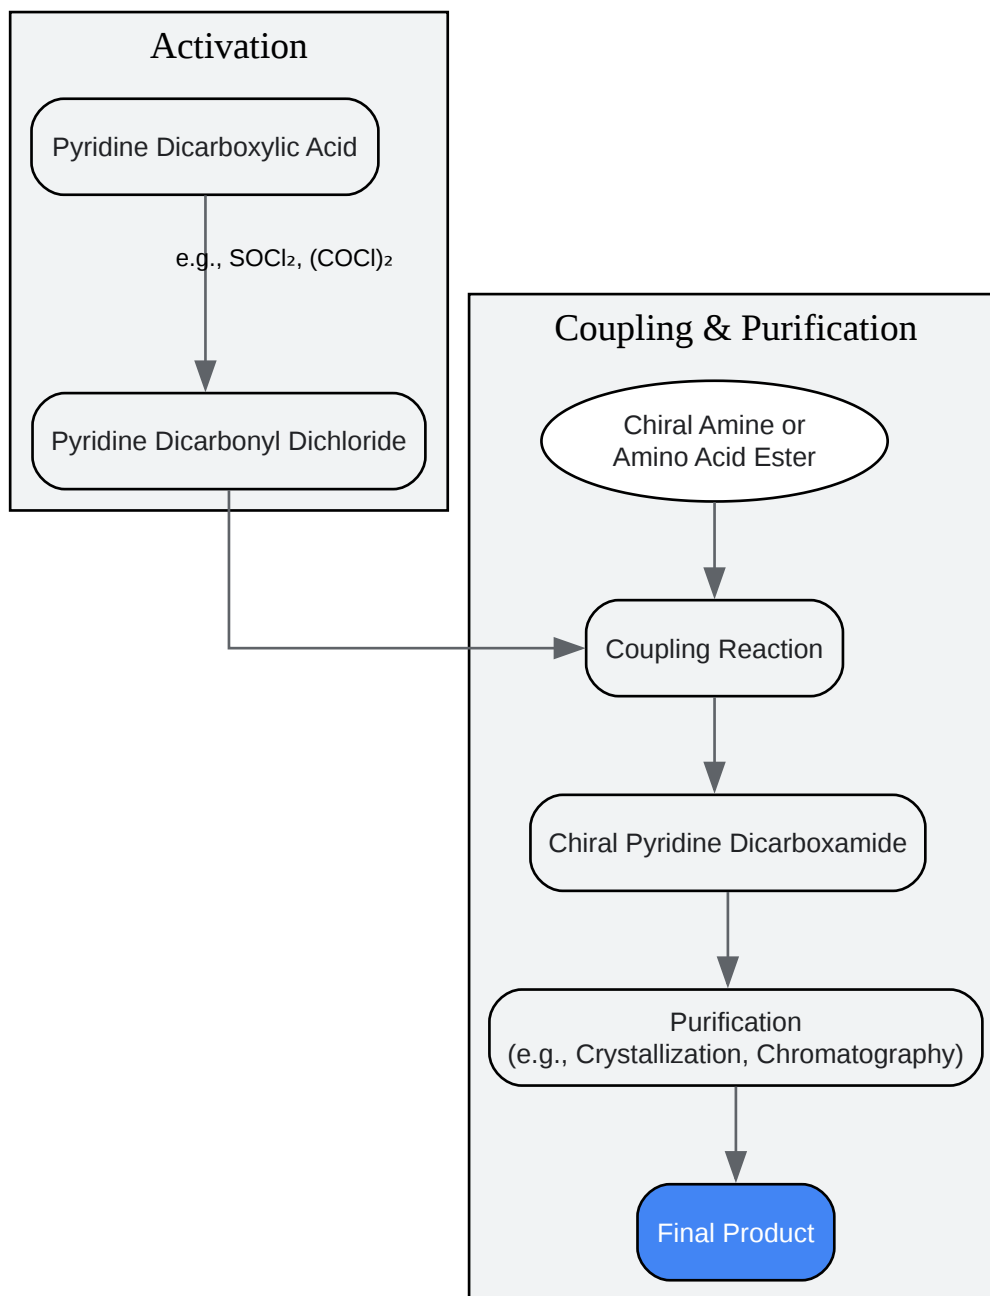 Activation
Pyridine Dicarboxylic Acid
e.g., SOCl₂, (COCl)₂
Pyridine Dicarbonyl Dichloride
Coupling & Purification
Chiral Amine or
Amino Acid Ester
Coupling Reaction
Chiral Pyridine Dicarboxamide
Purification
(e.g., Crystallization, Chromatography)
Final Product